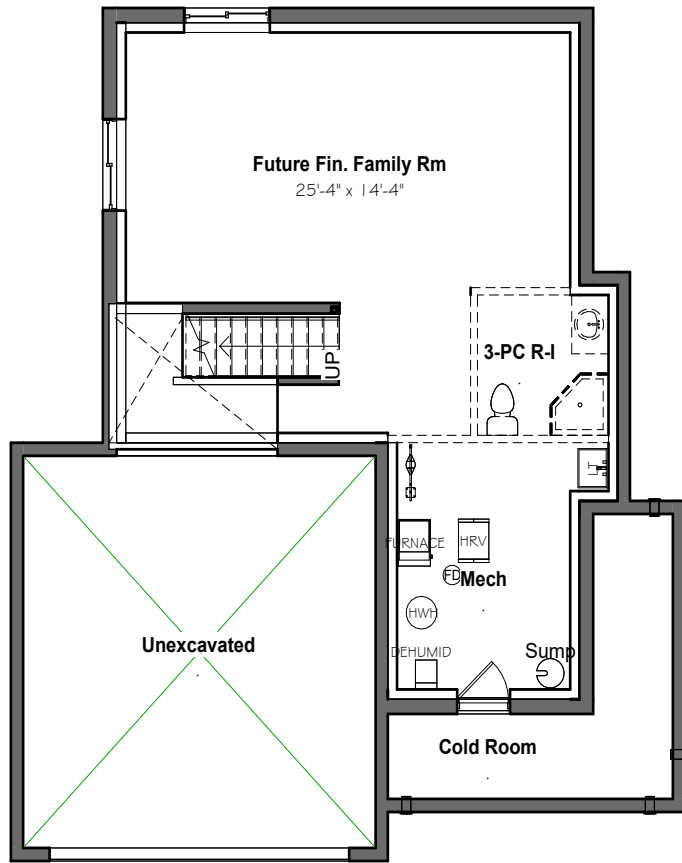 Future Fin. Family Rm
25'-4" x 14'-4"
3-PC R-I
UP
FURNACE
HRV
FD
Mech
HWH
Unexcavated
DEHUMID
Sump
Cold Room